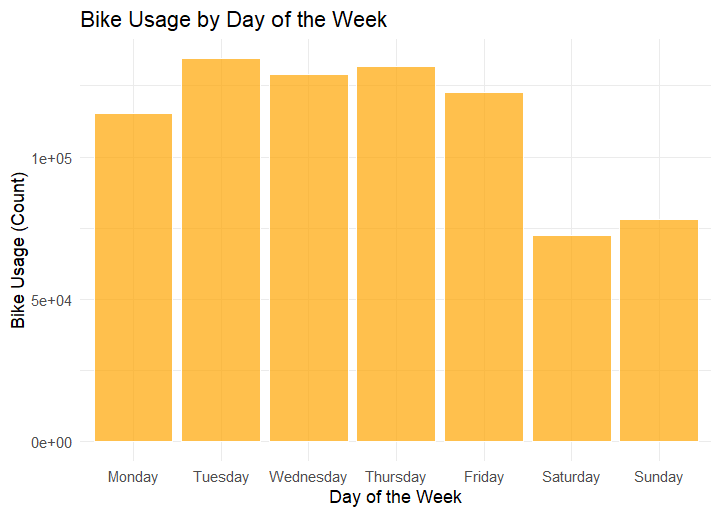 Bike Usage by Day of the Week
Bike Usage (Count)
1e+05
5e+04
0e+00
Monday Tuesday Wednesday Thursday Friday Saturday Sunday
Day of the Week